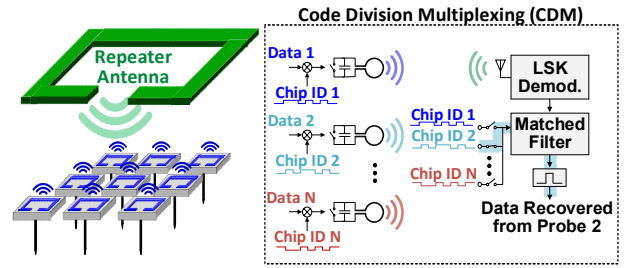 Code Division Multiplexing (CDM)
Repeater
Antenna
Data 1
Chip ID 1
Data 2
Chip ID 2
Data N
Chip ID N
LSK
Demod.
Chip ID 1
Chip ID 2
Chip ID N
Matched
Filter
Data Recovered
from Probe 2